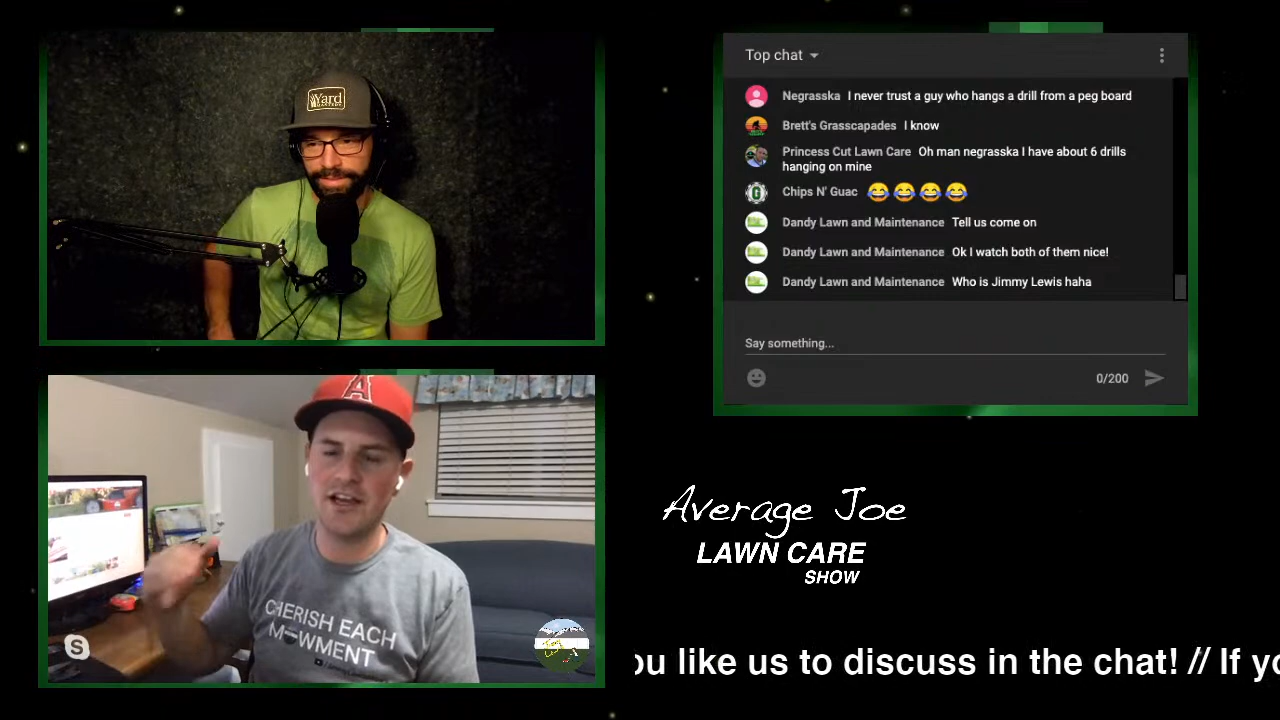 Yard
Top chat
Negrasska I never trust a guy who hangs a drill from a peg board
Brett's Grasscapades I know
Princess Cut Lawn Care Oh man negrasska I have about 6 drills
hanging on mine
Chips N' Guac 😂😂😂😂
Dandy Lawn and Maintenance Tell us come on
Dandy Lawn and Maintenance Ok I watch both of them nice!
Dandy Lawn and Maintenance Who is Jimmy Lewis haha
Say something...
0/200
A
CHERISH EACH
MOWMENT
S
Average Joe
LAWN CARE
SHOW
ou like us to discuss in the chat! // If yo